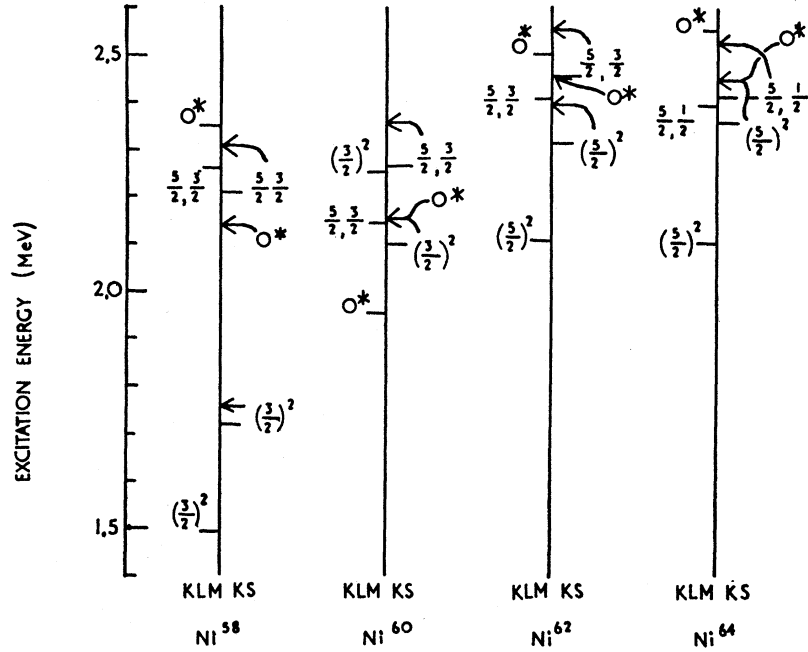 EXCITATION ENERGY (MeV)
2,5
2,0
1,5
O*
5/2, 3/2
5/2 3/2
O*
(3/2)²
(3/2)²
KLM KS
Ni⁵⁸
(3/2)²
5/2, 3/2
5/2, 3/2
O*
(3/2)²
O*
KLM KS
Ni⁶⁰
O*
5/2, 3/2
5/2, 3/2
O*
(5/2)²
(5/2)²
KLM KS
Ni⁶²
O*
O*
5/2, 1/2
5/2, 1/2
(5/2)²
(5/2)²
KLM KS
Ni⁶⁴